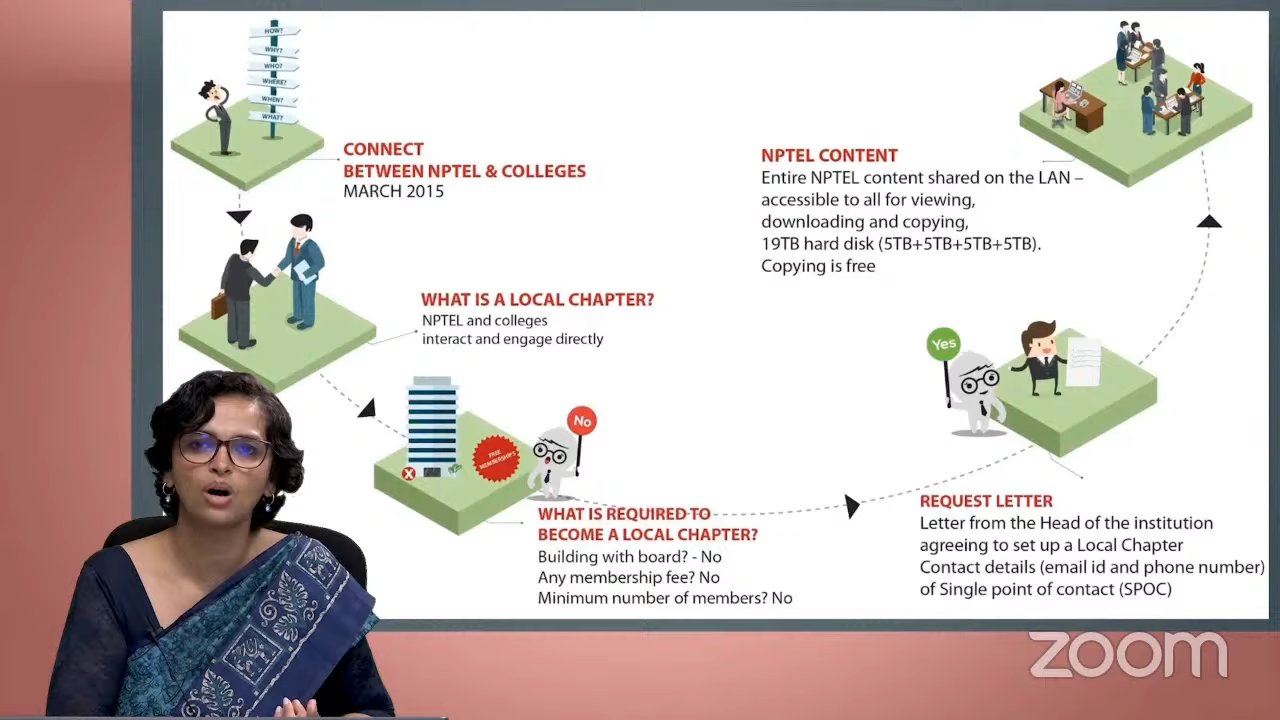 HOW?
WHY?
WHO?
WHERE?
WHEN?
WHAT?
CONNECT
BETWEEN NPTEL & COLLEGES
MARCH 2015
WHAT IS A LOCAL CHAPTER?
NPTEL and colleges
interact and engage directly
FREE
MEMBERSHIPS
No
WHAT IS REQUIRED TO
BECOME A LOCAL CHAPTER?
Building with board? - No
Any membership fee? No
Minimum number of members? No
Yes
REQUEST LETTER
Letter from the Head of the institution
agreeing to set up a Local Chapter
Contact details (email id and phone number)
of Single point of contact (SPOC)
NPTEL CONTENT
Entire NPTEL content shared on the LAN –
accessible to all for viewing,
downloading and copying,
19TB hard disk (5TB+5TB+5TB+5TB).
Copying is free
zoom